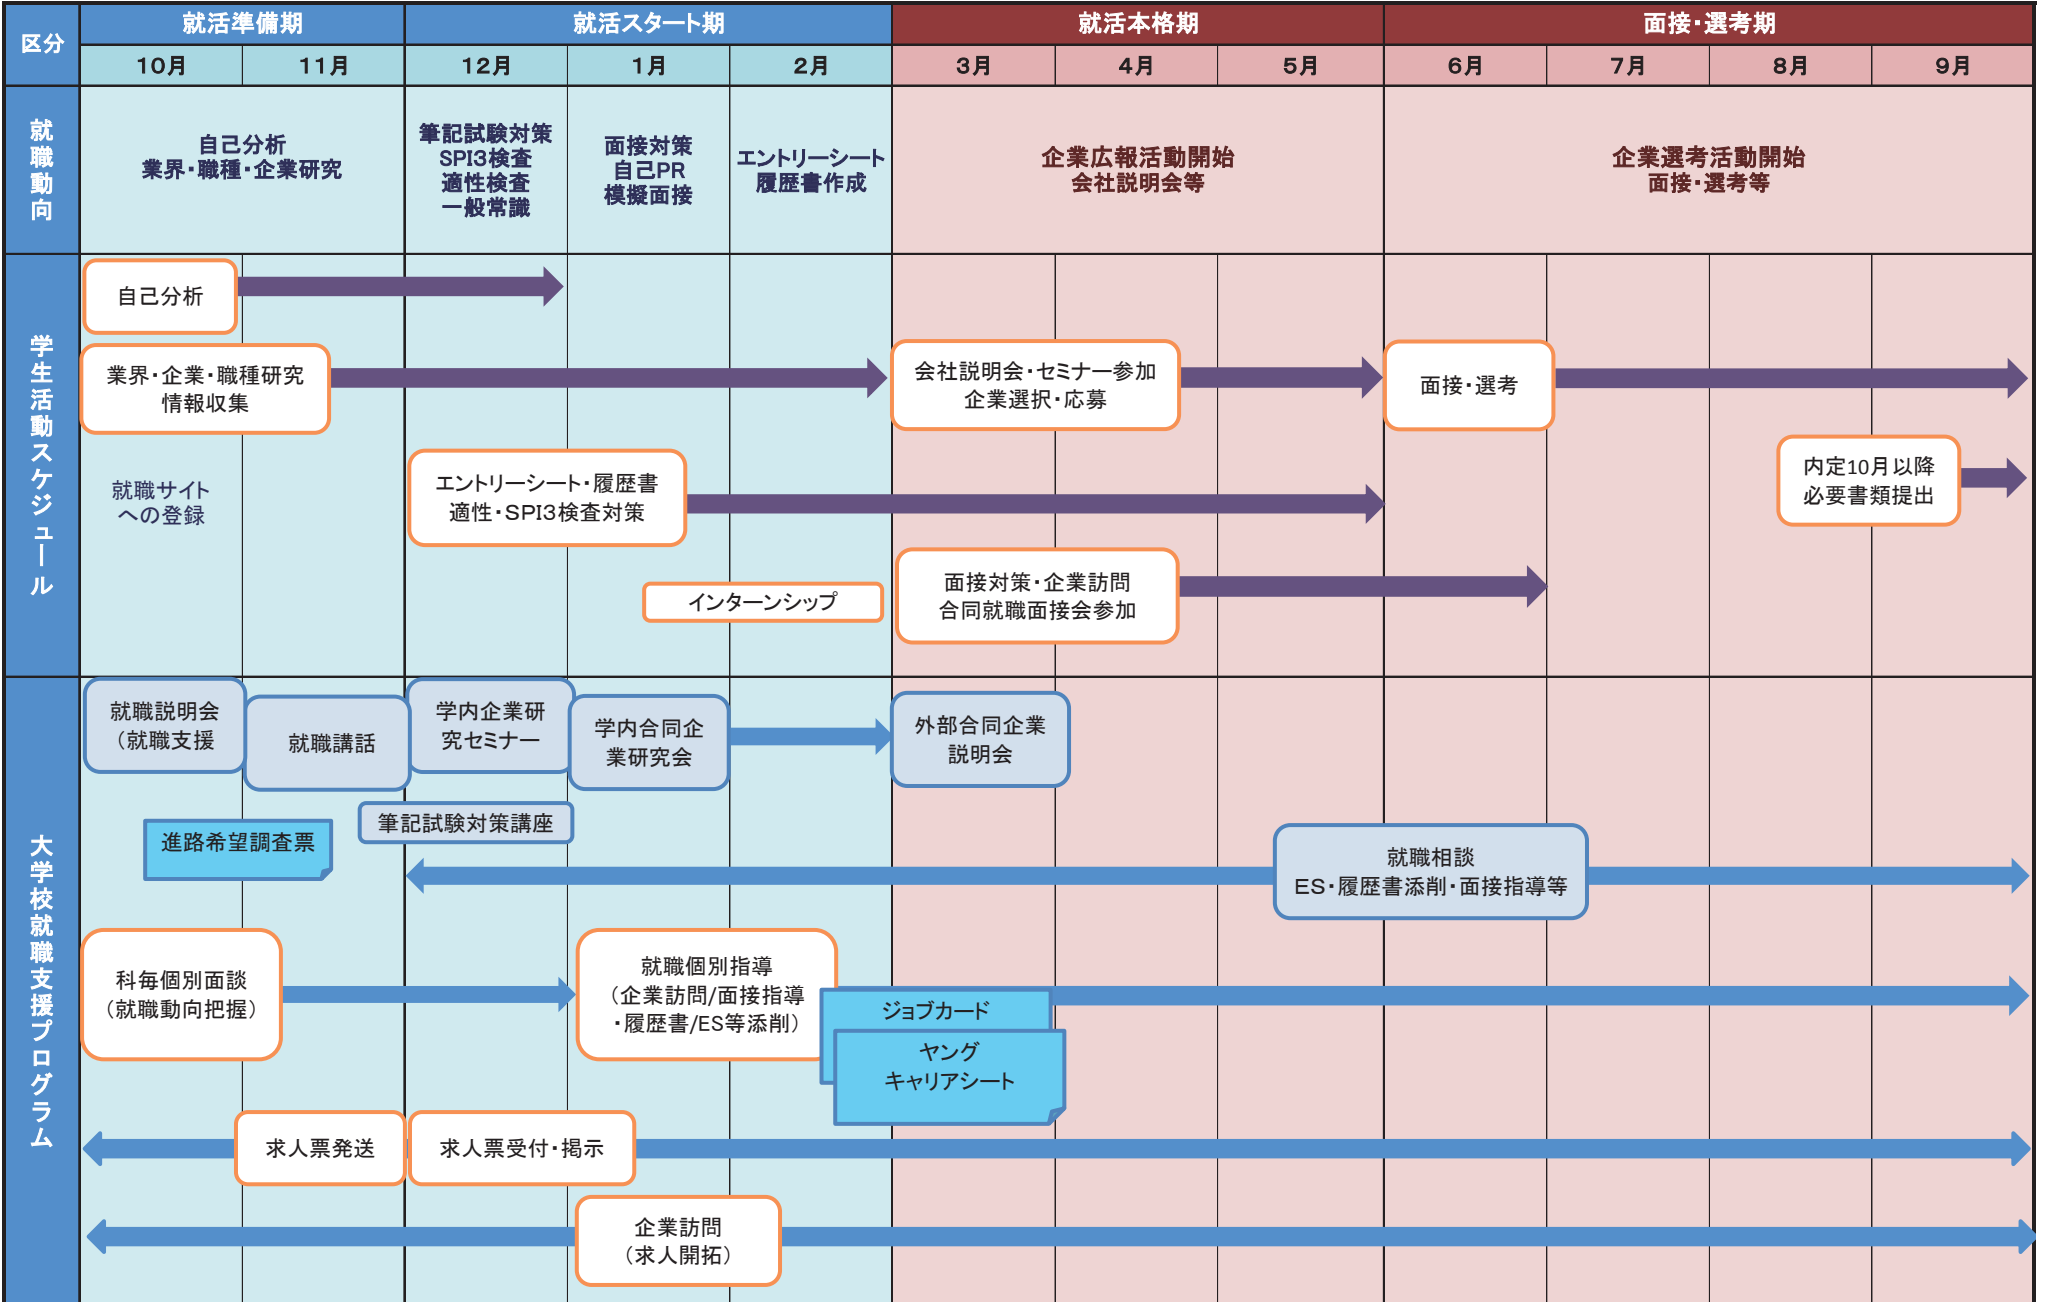 区分
就活準備期
就活スタート期
就活本格期
面接・選考期
10月
11月
12月
1月
2月
3月
4月
5月
6月
7月
8月
9月
就職動向
自己分析
業界・職種・企業研究
筆記試験対策
SPI3検査
適性検査
一般常識
面接対策
自己PR
模擬面接
エントリーシート
履歴書作成
企業広報活動開始
会社説明会等
企業選考活動開始
面接・選考等
学生活動スケジュール
自己分析
業界・企業・職種研究
情報収集
会社説明会・セミナー参加
企業選択・応募
面接・選考
就職サイト
への登録
エントリーシート・履歴書
適性・SPI3検査対策
内定10月以降
必要書類提出
インターンシップ
面接対策・企業訪問
合同就職面接会参加
大学校就職支援プログラム
就職説明会
（就職支援
就職講話
学内企業研
究セミナー
学内合同企
業研究会
外部合同企業
説明会
筆記試験対策講座
進路希望調査票
就職相談
ES・履歴書添削・面接指導等
科毎個別面談
（就職動向把握）
就職個別指導
（企業訪問/面接指導
・履歴書/ES等添削）
ジョブカード
ヤング
キャリアシート
求人票発送
求人票受付・掲示
企業訪問
（求人開拓）